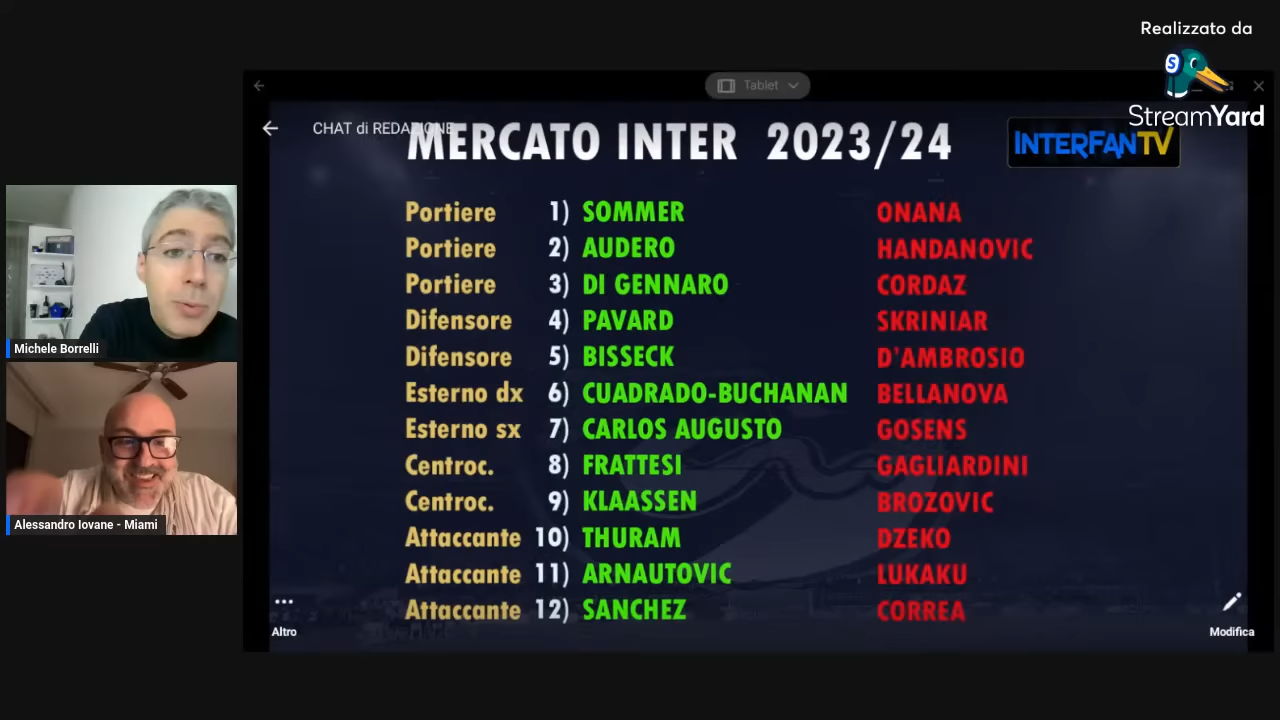 Realizzato da
S
StreamYard
Tablet
CHAT di REDAZIONE
MERCATO INTER 2023/24
INTERFANTV
Portiere 1) SOMMER ONANA
Portiere 2) AUDERO HANDANOVIC
Portiere 3) DI GENNARO CORDAZ
Difensore 4) PAVARD SKRINIAR
Difensore 5) BISSECK D'AMBROSIO
Esterno dx 6) CUADRADO-BUCHANAN BELLANOVA
Esterno sx 7) CARLOS AUGUSTO GOSENS
Centroc. 8) FRATTESI GAGLIARDINI
Centroc. 9) KLAASSEN BROZOVIC
Attaccante 10) THURAM DZEKO
Attaccante 11) ARNAUTOVIC LUKAKU
Attaccante 12) SANCHEZ CORREA
Altro
Modifica
Michele Borrelli
Alessandro Iovane - Miami